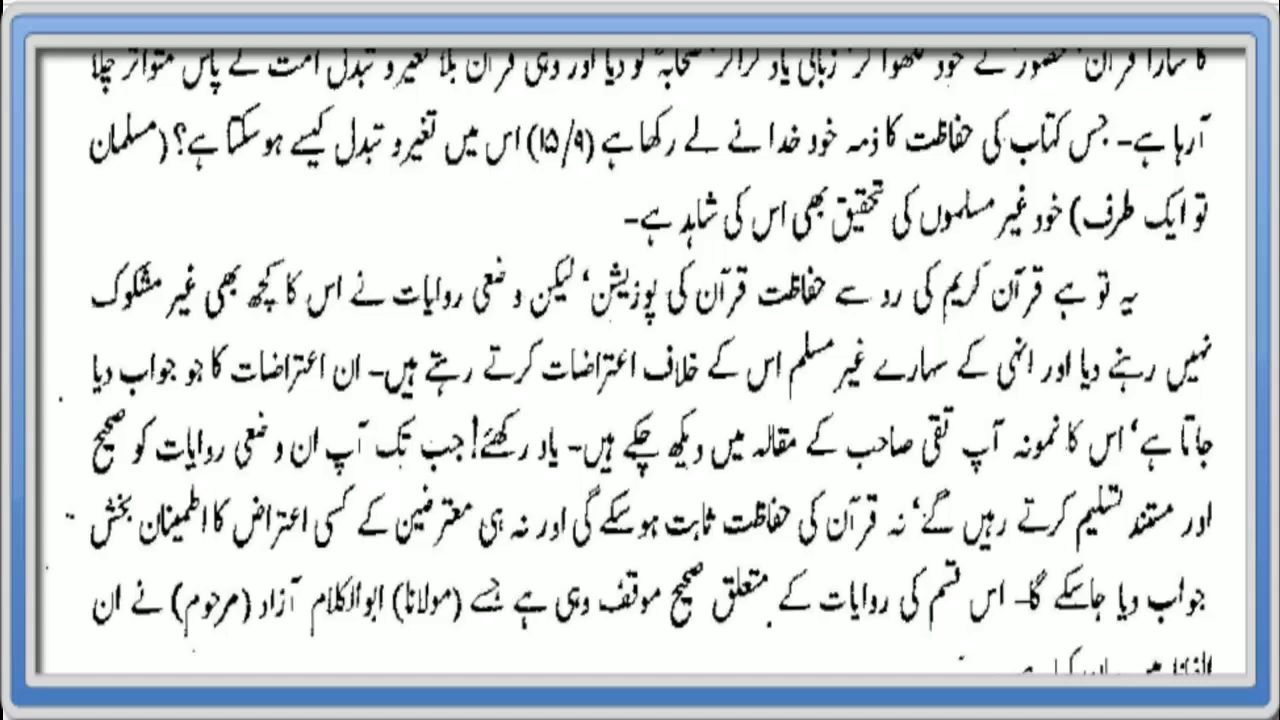 کا سارا قرآن حضورؐ نے خود لکھوا کر زبانی یاد کرا کر صحابہؓ کو دیا اور وہی قرآن بلا تغیر و تبدل امت کے پاس متواتر چلا
آرہا ہے۔ جس کتاب کی حفاظت کا ذمہ خود خدا نے لے رکھا ہے (۱۵/۹) اس میں تغیر و تبدل کیسے ہو سکتا ہے؟ (مسلمان
تو ایک طرف) خود غیر مسلموں کی تحقیق بھی اس کی شاہد ہے۔
یہ تو ہے قرآن کریم کی رو سے حفاظت قرآن کی پوزیشن، لیکن وضعی روایات نے اس کا کچھ بھی غیر مشکوک
نہیں رہنے دیا اور انہی کے سہارے غیر مسلم اس کے خلاف اعتراضات کرتے رہتے ہیں۔ ان اعتراضات کا جو جواب دیا
جاتا ہے، اس کا نمونہ آپ تقی صاحب کے مقالہ میں دیکھ چکے ہیں۔ یاد رکھئے! جب تک آپ ان وضعی روایات کو صحیح
اور مستند تسلیم کرتے رہیں گے، نہ قرآن کی حفاظت ثابت ہو سکے گی اور نہ ہی معترضین کے کسی اعتراض کا اطمینان بخش
جواب دیا جاسکے گا۔ اس قسم کی روایات کے متعلق صحیح موقف وہی ہے جسے (مولانا) ابوالکلام آزاد (مرحوم) نے ان